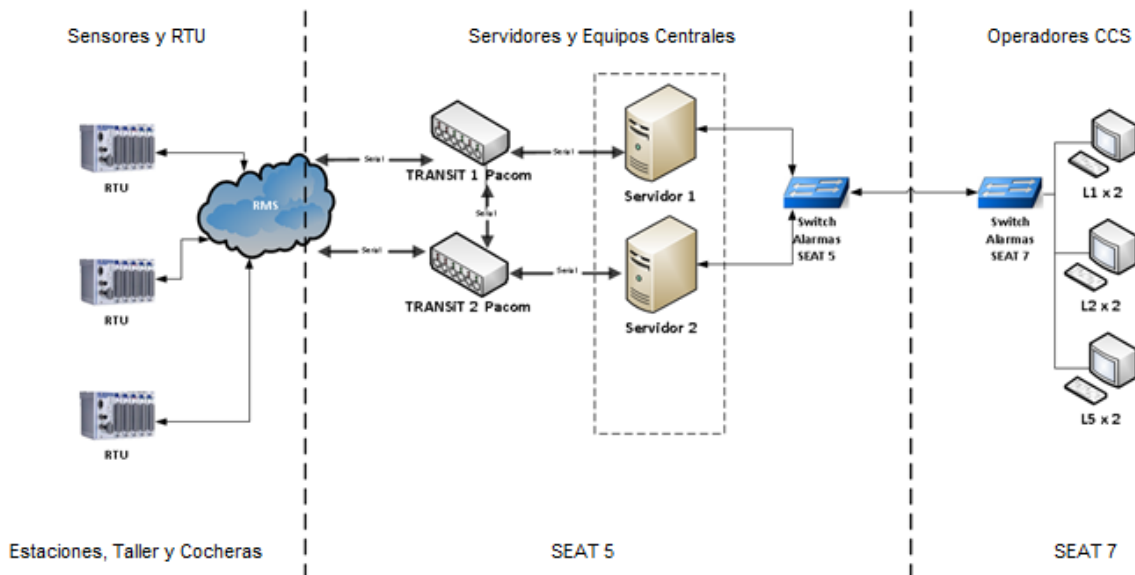 Sensores y RTU
Servidores y Equipos Centrales
Operadores CCS
RTU
RMS
RTU
RTU
Serial
Serial
TRANSIT 1 Pacom
Serial
Serial
TRANSIT 2 Pacom
Serial
Serial
Servidor 1
Servidor 2
Switch
Alarmas
SEAT 5
Switch
Alarmas
SEAT 7
L1 x 2
L2 x 2
L5 x 2
Estaciones, Taller y Cocheras
SEAT 5
SEAT 7